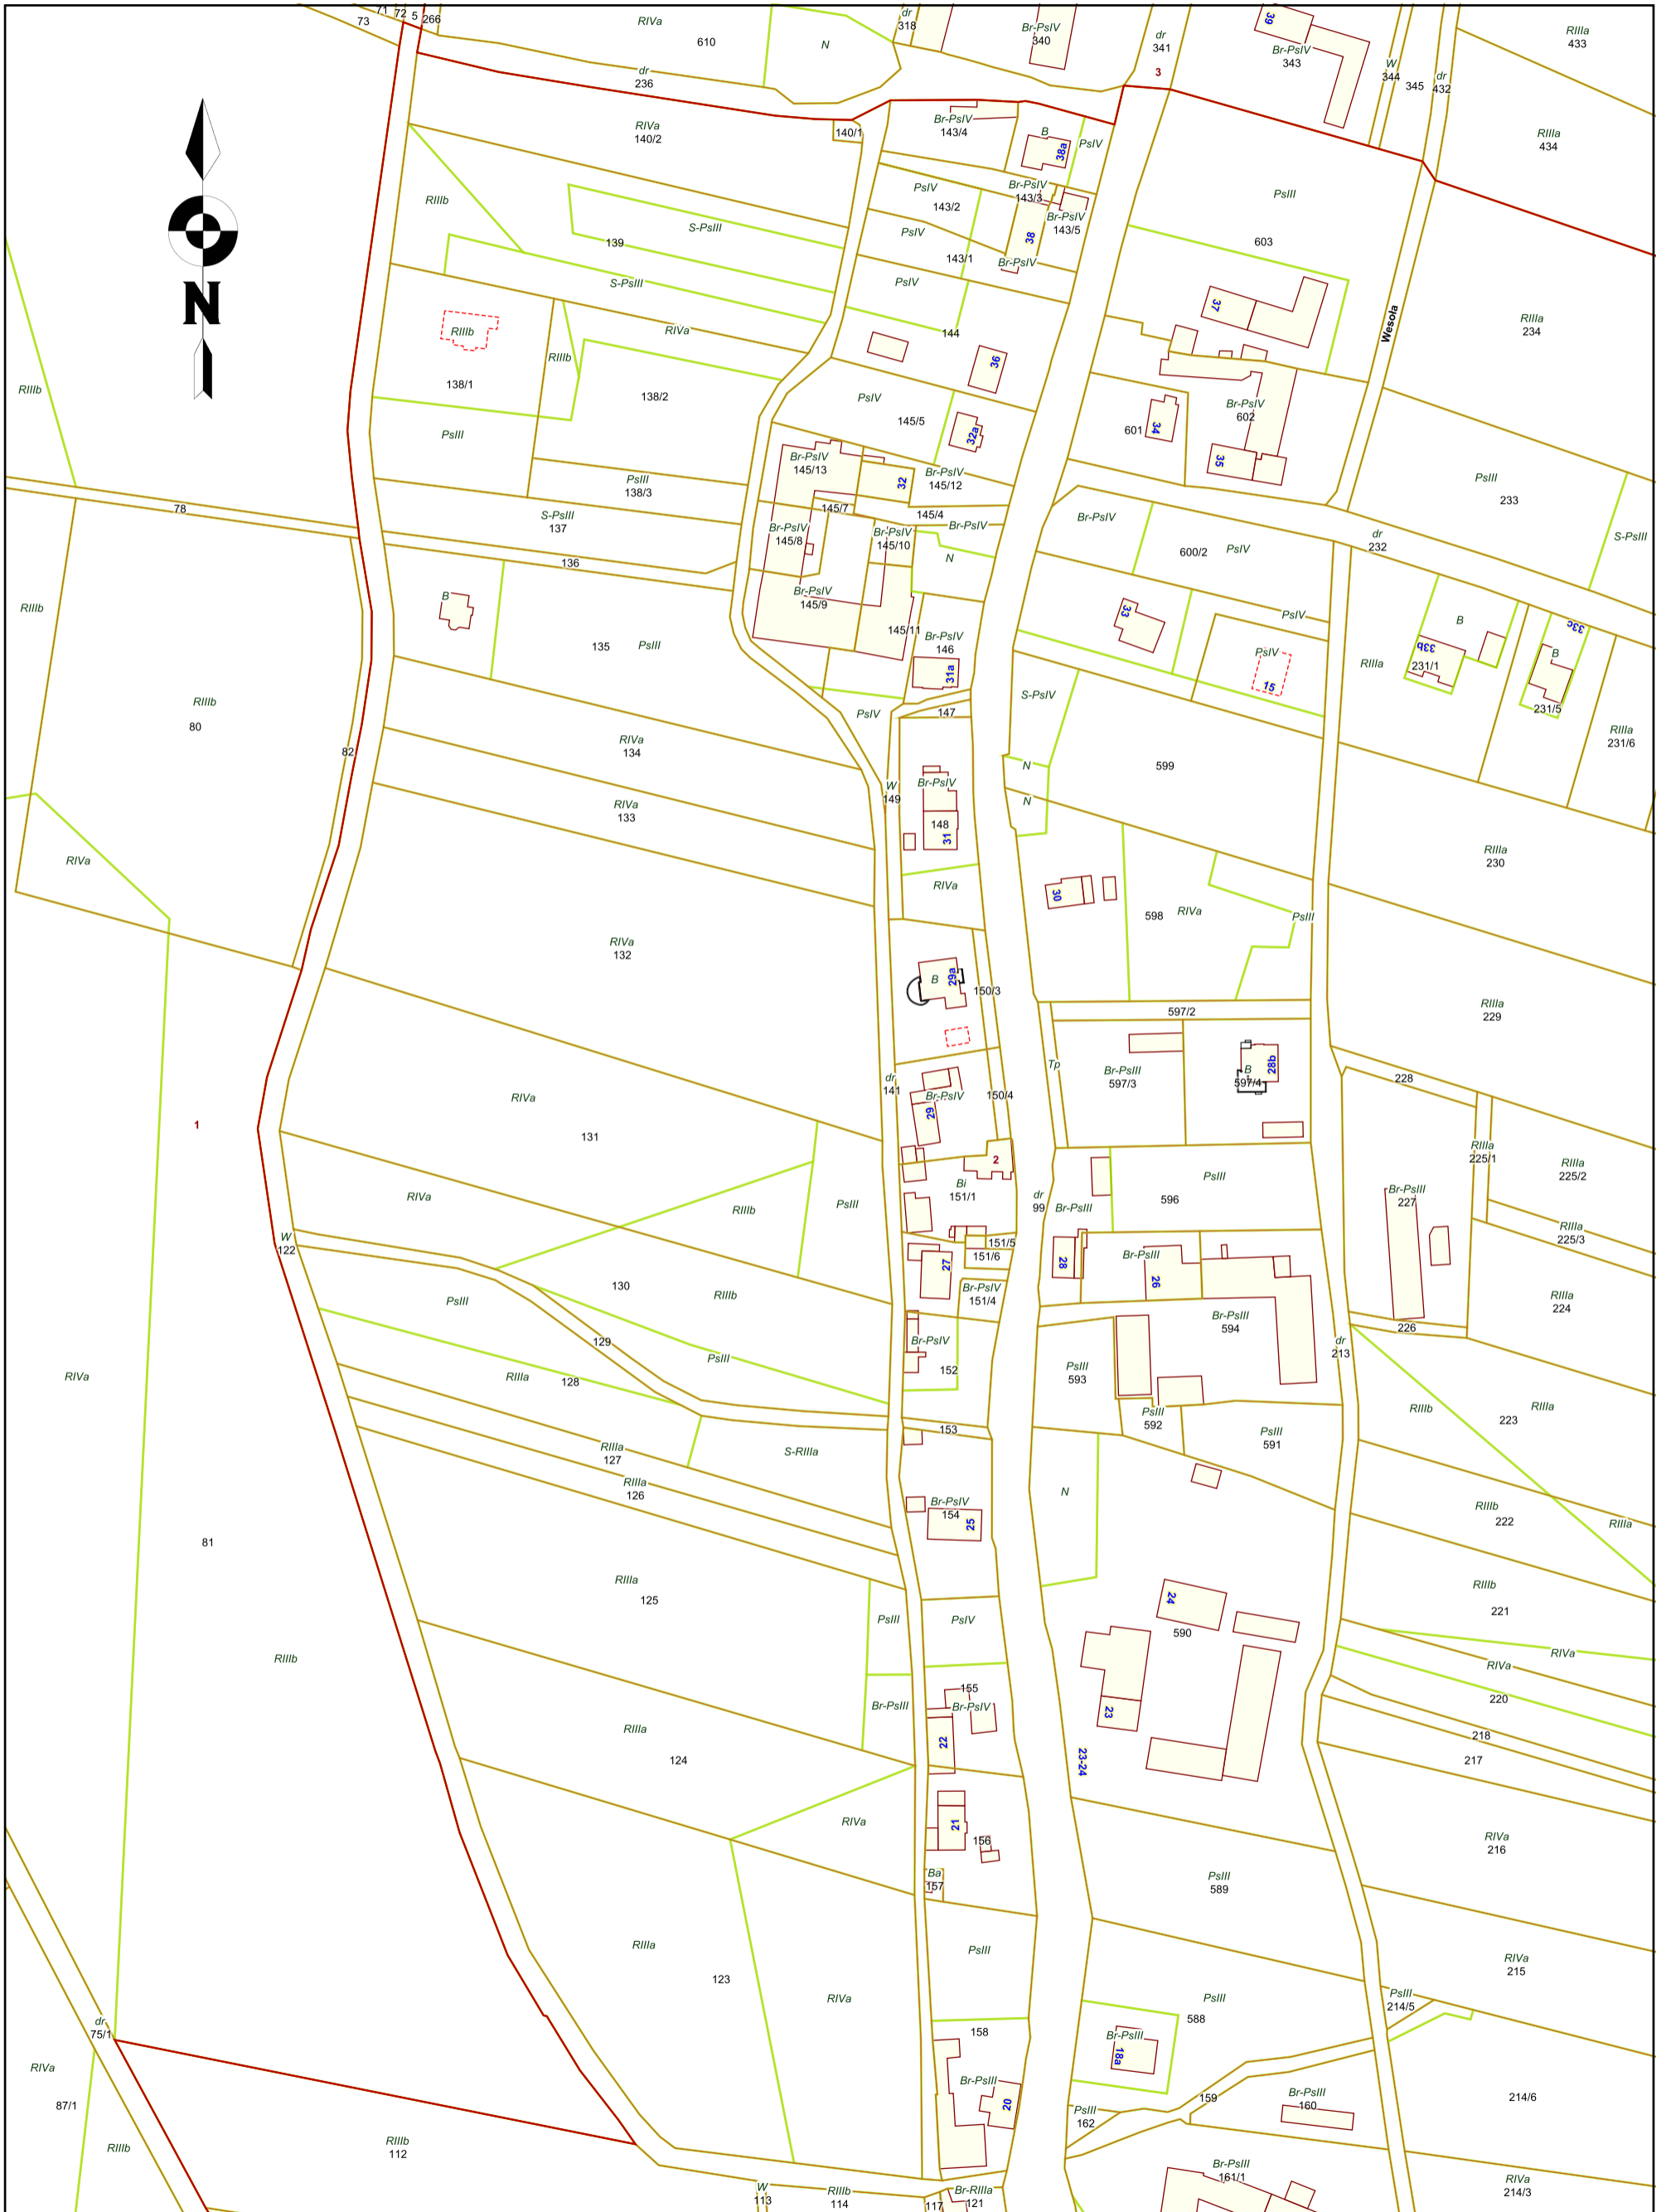 71
72
5
266
73
RIVa
610
N
dr
318
Br-PsIV
340
dr
341
3
39
Br-PsIV
343
W
344
345
dr
432
RIIIa
433
dr
236
RIVa
140/2
140/1
Br-PsIV
143/4
B
38a
PsIV
RIIIa
434
RIIIb
S-PsIII
139
S-PsIII
PsIV
143/2
Br-PsIV
143/3
PsIV
143/1
38
Br-PsIV
143/5
Br-PsIV
PsIII
603
N
RIIIb
138/1
RIIIb
RIVa
138/2
PsIV
144
36
37
Wesoła
RIIIa
234
RIIIb
PsIII
PsIV
145/5
32a
601
34
Br-PsIV
602
35
PsIII
138/3
Br-PsIV
145/13
32
Br-PsIV
145/12
PsIII
233
78
S-PsIII
137
145/7
145/4
Br-PsIV
Br-PsIV
145/8
Br-PsIV
145/10
N
Br-PsIV
600/2
PsIV
dr
232
S-PsIII
136
RIIIb
B
135
PsIII
Br-PsIV
145/9
145/11
Br-PsIV
146
31a
33
PsIV
PsIV
15
RIIIa
B
33b
231/1
33c
B
231/5
RIIIa
231/6
RIIIb
80
82
RIVa
134
PsIV
147
S-PsIV
N
599
W
149
Br-PsIV
148
31
N
RIVa
133
RIVa
RIVa
30
598
RIVa
PsIII
RIIIa
230
RIVa
132
B
29a
150/3
597/2
RIIIa
229
1
RIVa
131
dr
141
Br-PsIV
29
150/4
Tp
Br-PsIII
597/3
B
597/4
28b
228
RIIIa
225/1
RIIIa
225/2
RIVa
RIIIb
PsIII
2
Bi
151/1
dr
99
Br-PsIII
596
PsIII
Br-PsIII
227
RIIIa
225/3
W
122
151/5
151/6
27
28
Br-PsIII
26
RIIIa
224
PsIII
130
RIIIb
Br-PsIV
151/4
Br-PsIII
594
226
129
PsIII
Br-PsIV
152
PsIII
593
dr
213
RIVa
RIIIa
128
PsIII
592
PsIII
591
RIIIb
RIIIa
223
RIIIa
127
S-RIIIa
153
RIIIa
126
Br-PsIV
154
25
N
RIIIb
222
RIIIa
81
RIIIa
125
PsIII
PsIV
24
590
RIIIb
221
RIIIb
RIVa
RIVa
220
155
Br-PsIV
Br-PsIII
22
23
23-24
218
217
RIIIa
124
RIVa
21
156
RIVa
216
Ba
157
PsIII
589
RIIIa
123
PsIII
RIVa
215
RIVa
PsIII
588
PsIII
214/5
dr
75/1
158
Br-PsIII
18a
RIVa
87/1
Br-PsIII
20
PsIII
162
159
Br-PsIII
160
214/6
RIIIb
RIIIb
112
Br-PsIII
161/1
W
113
RIIIb
114
117
Br-RIIIa
121
RIVa
214/3